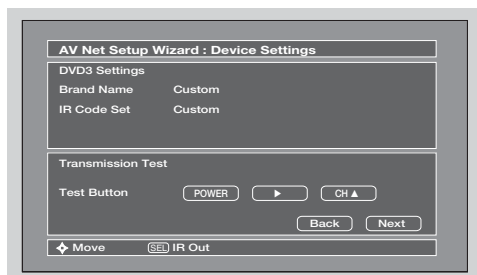 AV Net Setup Wizard : Device Settings
DVD3 Settings
Brand Name Custom
IR Code Set Custom
Transmission Test
Test Button POWER ▶ CH ▲
Back Next
Move SEL IR Out